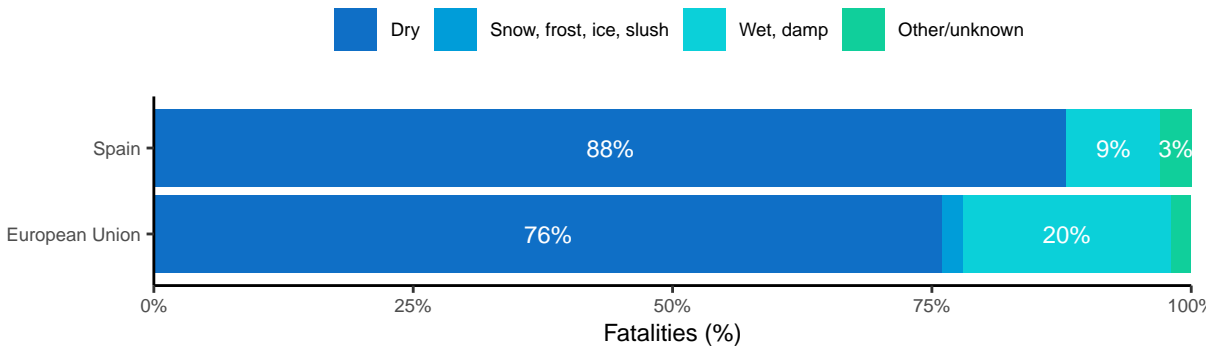 Dry Snow, frost, ice, slush Wet, damp Other/unknown
Spain 88% 9% 3%
European Union 76% 20%
0% 25% 50% 75% 100%
Fatalities (%)